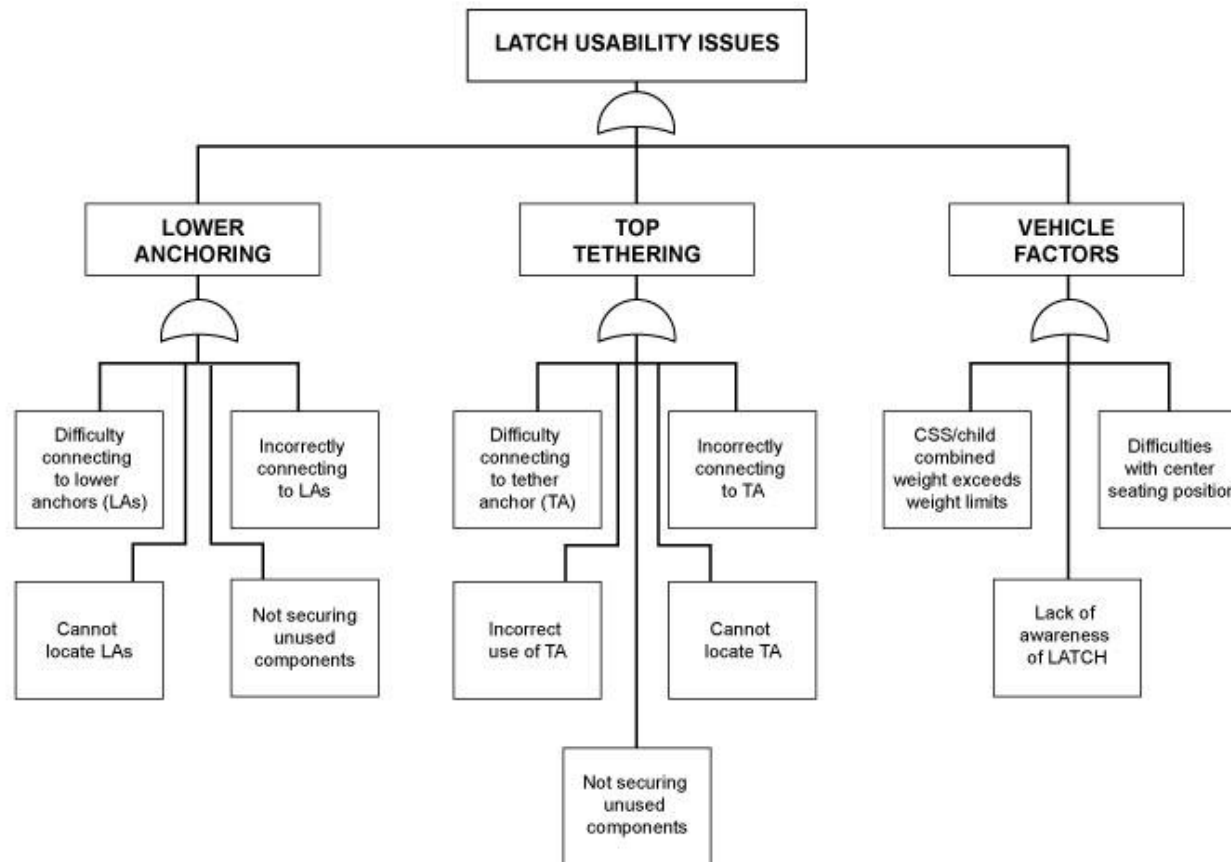 LATCH USABILITY ISSUES
LOWER
ANCHORING
TOP
TETHERING
VEHICLE
FACTORS
Difficulty
connecting
to lower
anchors (LAs)
Incorrectly
connecting
to LAs
Difficulty
connecting
to tether
anchor (TA)
Incorrectly
connecting
to TA
CSS/child
combined
weight exceeds
weight limits
Difficulties
with center
seating position
Cannot
locate LAs
Not securing
unused
components
Incorrect
use of TA
Cannot
locate TA
Lack of
awareness
of LATCH
Not securing
unused
components